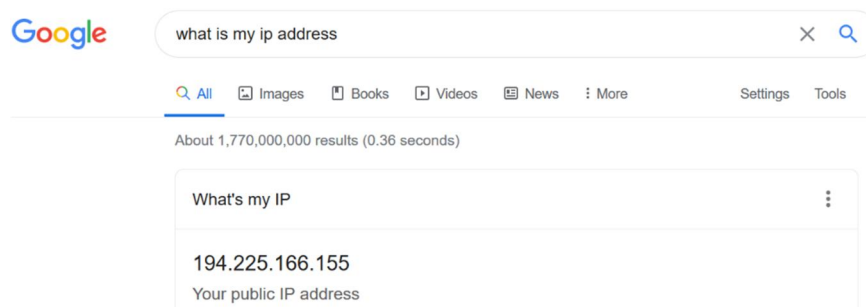 Google what is my ip address
All Images Books Videos News More Settings Tools
About 1,770,000,000 results (0.36 seconds)
What's my IP
194.225.166.155
Your public IP address